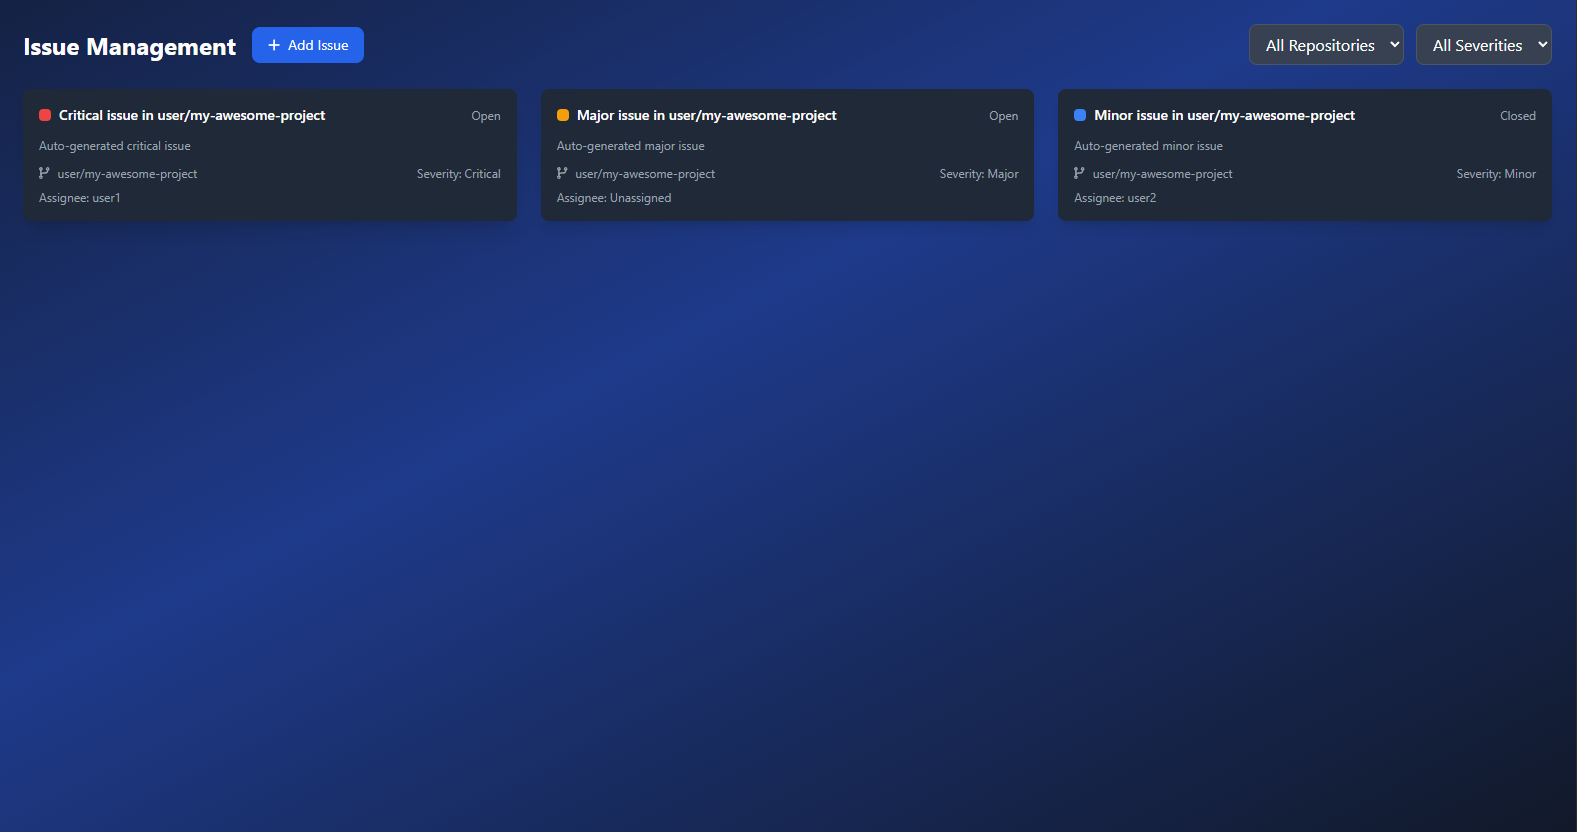 Issue Management
Add Issue
All Repositories
All Severities
Critical issue in user/my-awesome-project
Open
Auto-generated critical issue
user/my-awesome-project
Severity: Critical
Assignee: user1
Major issue in user/my-awesome-project
Open
Auto-generated major issue
user/my-awesome-project
Severity: Major
Assignee: Unassigned
Minor issue in user/my-awesome-project
Closed
Auto-generated minor issue
user/my-awesome-project
Severity: Minor
Assignee: user2